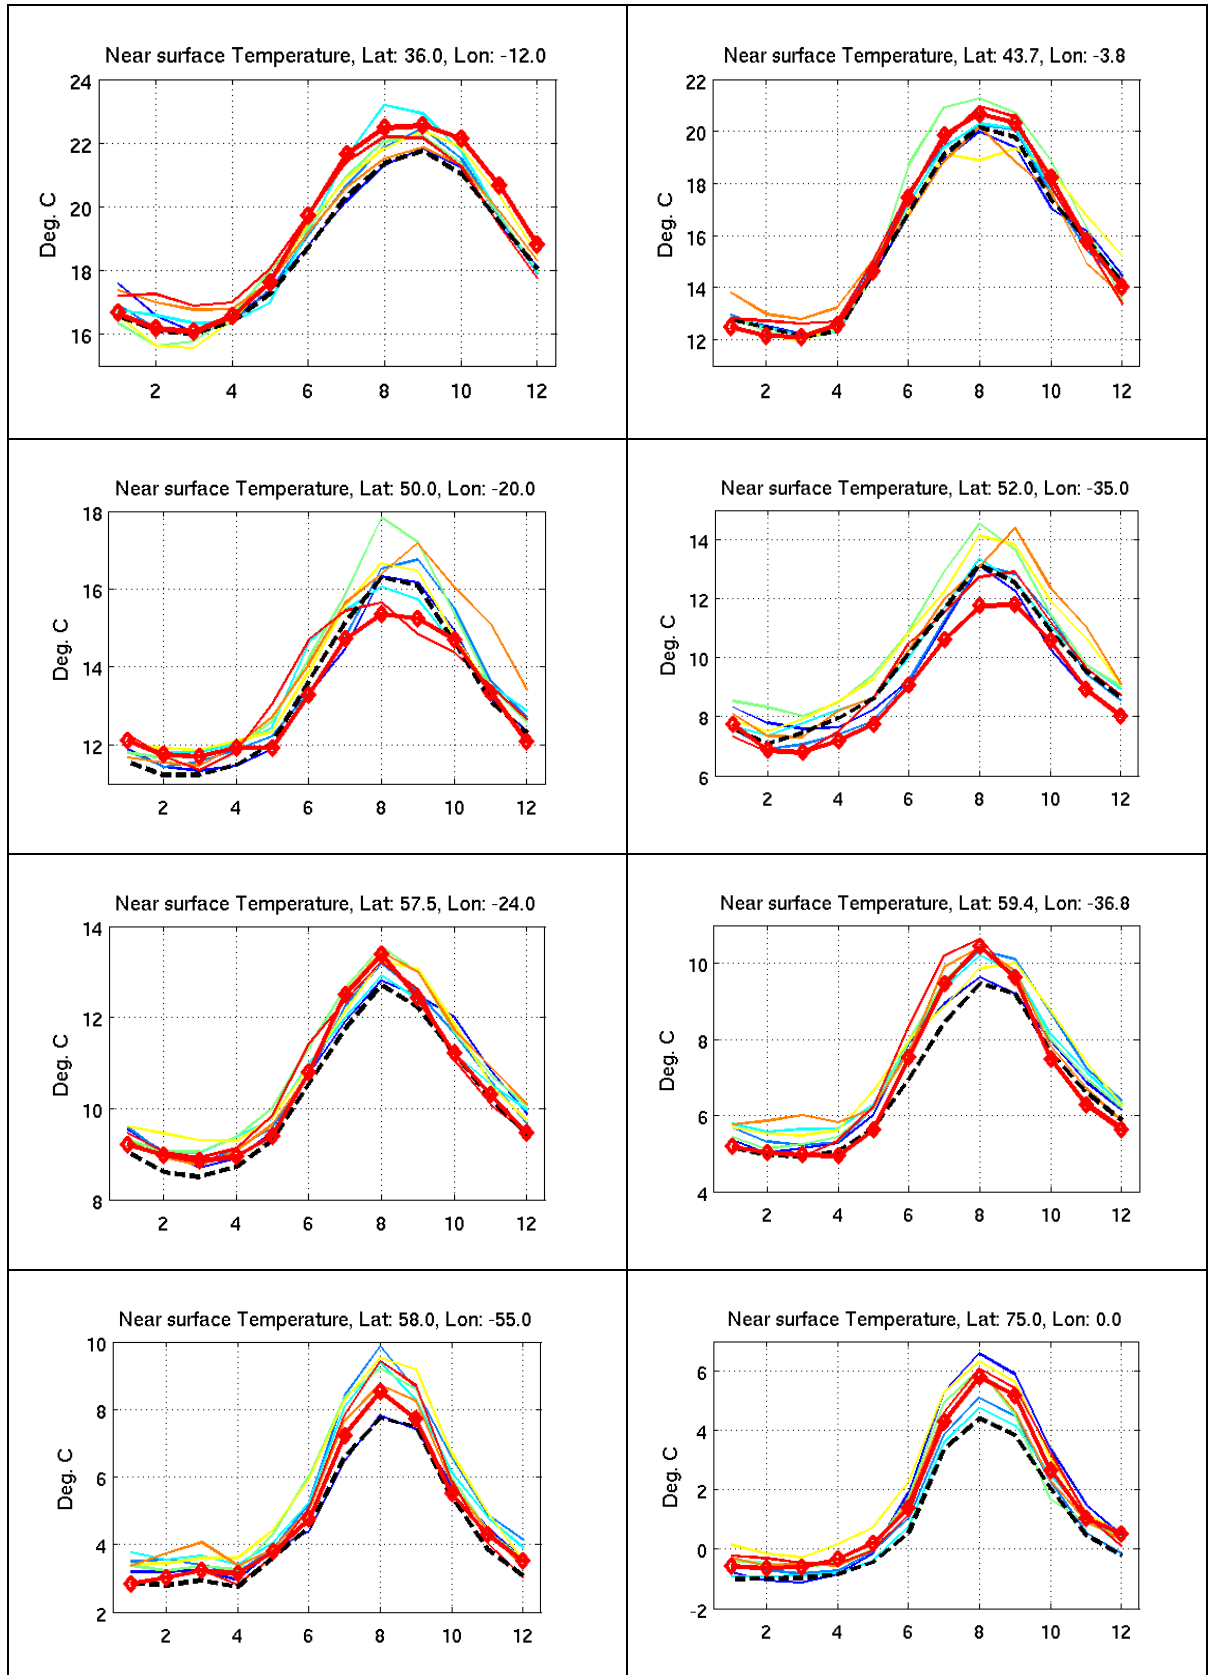 Near surface Temperature, Lat: 36.0, Lon: -12.0
24
22
20
18
16
Deg. C
2 4 6 8 10 12
Near surface Temperature, Lat: 43.7, Lon: -3.8
22
20
18
16
14
12
Deg. C
2 4 6 8 10 12
Near surface Temperature, Lat: 50.0, Lon: -20.0
18
16
14
12
Deg. C
2 4 6 8 10 12
Near surface Temperature, Lat: 52.0, Lon: -35.0
14
12
10
8
6
Deg. C
2 4 6 8 10 12
Near surface Temperature, Lat: 57.5, Lon: -24.0
14
12
10
8
Deg. C
2 4 6 8 10 12
Near surface Temperature, Lat: 59.4, Lon: -36.8
10
8
6
4
Deg. C
2 4 6 8 10 12
Near surface Temperature, Lat: 58.0, Lon: -55.0
10
8
6
4
2
Deg. C
2 4 6 8 10 12
Near surface Temperature, Lat: 75.0, Lon: 0.0
6
4
2
0
-2
Deg. C
2 4 6 8 10 12